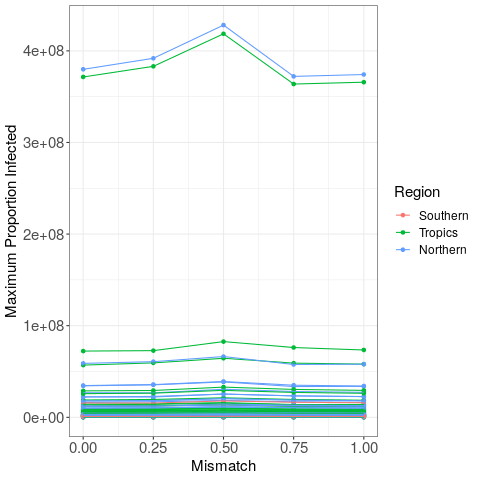 4e+08
3e+08
2e+08
1e+08
0e+00
Maximum Proportion Infected
0.00 0.25 0.50 0.75 1.00
Mismatch
Region
Southern
Tropics
Northern